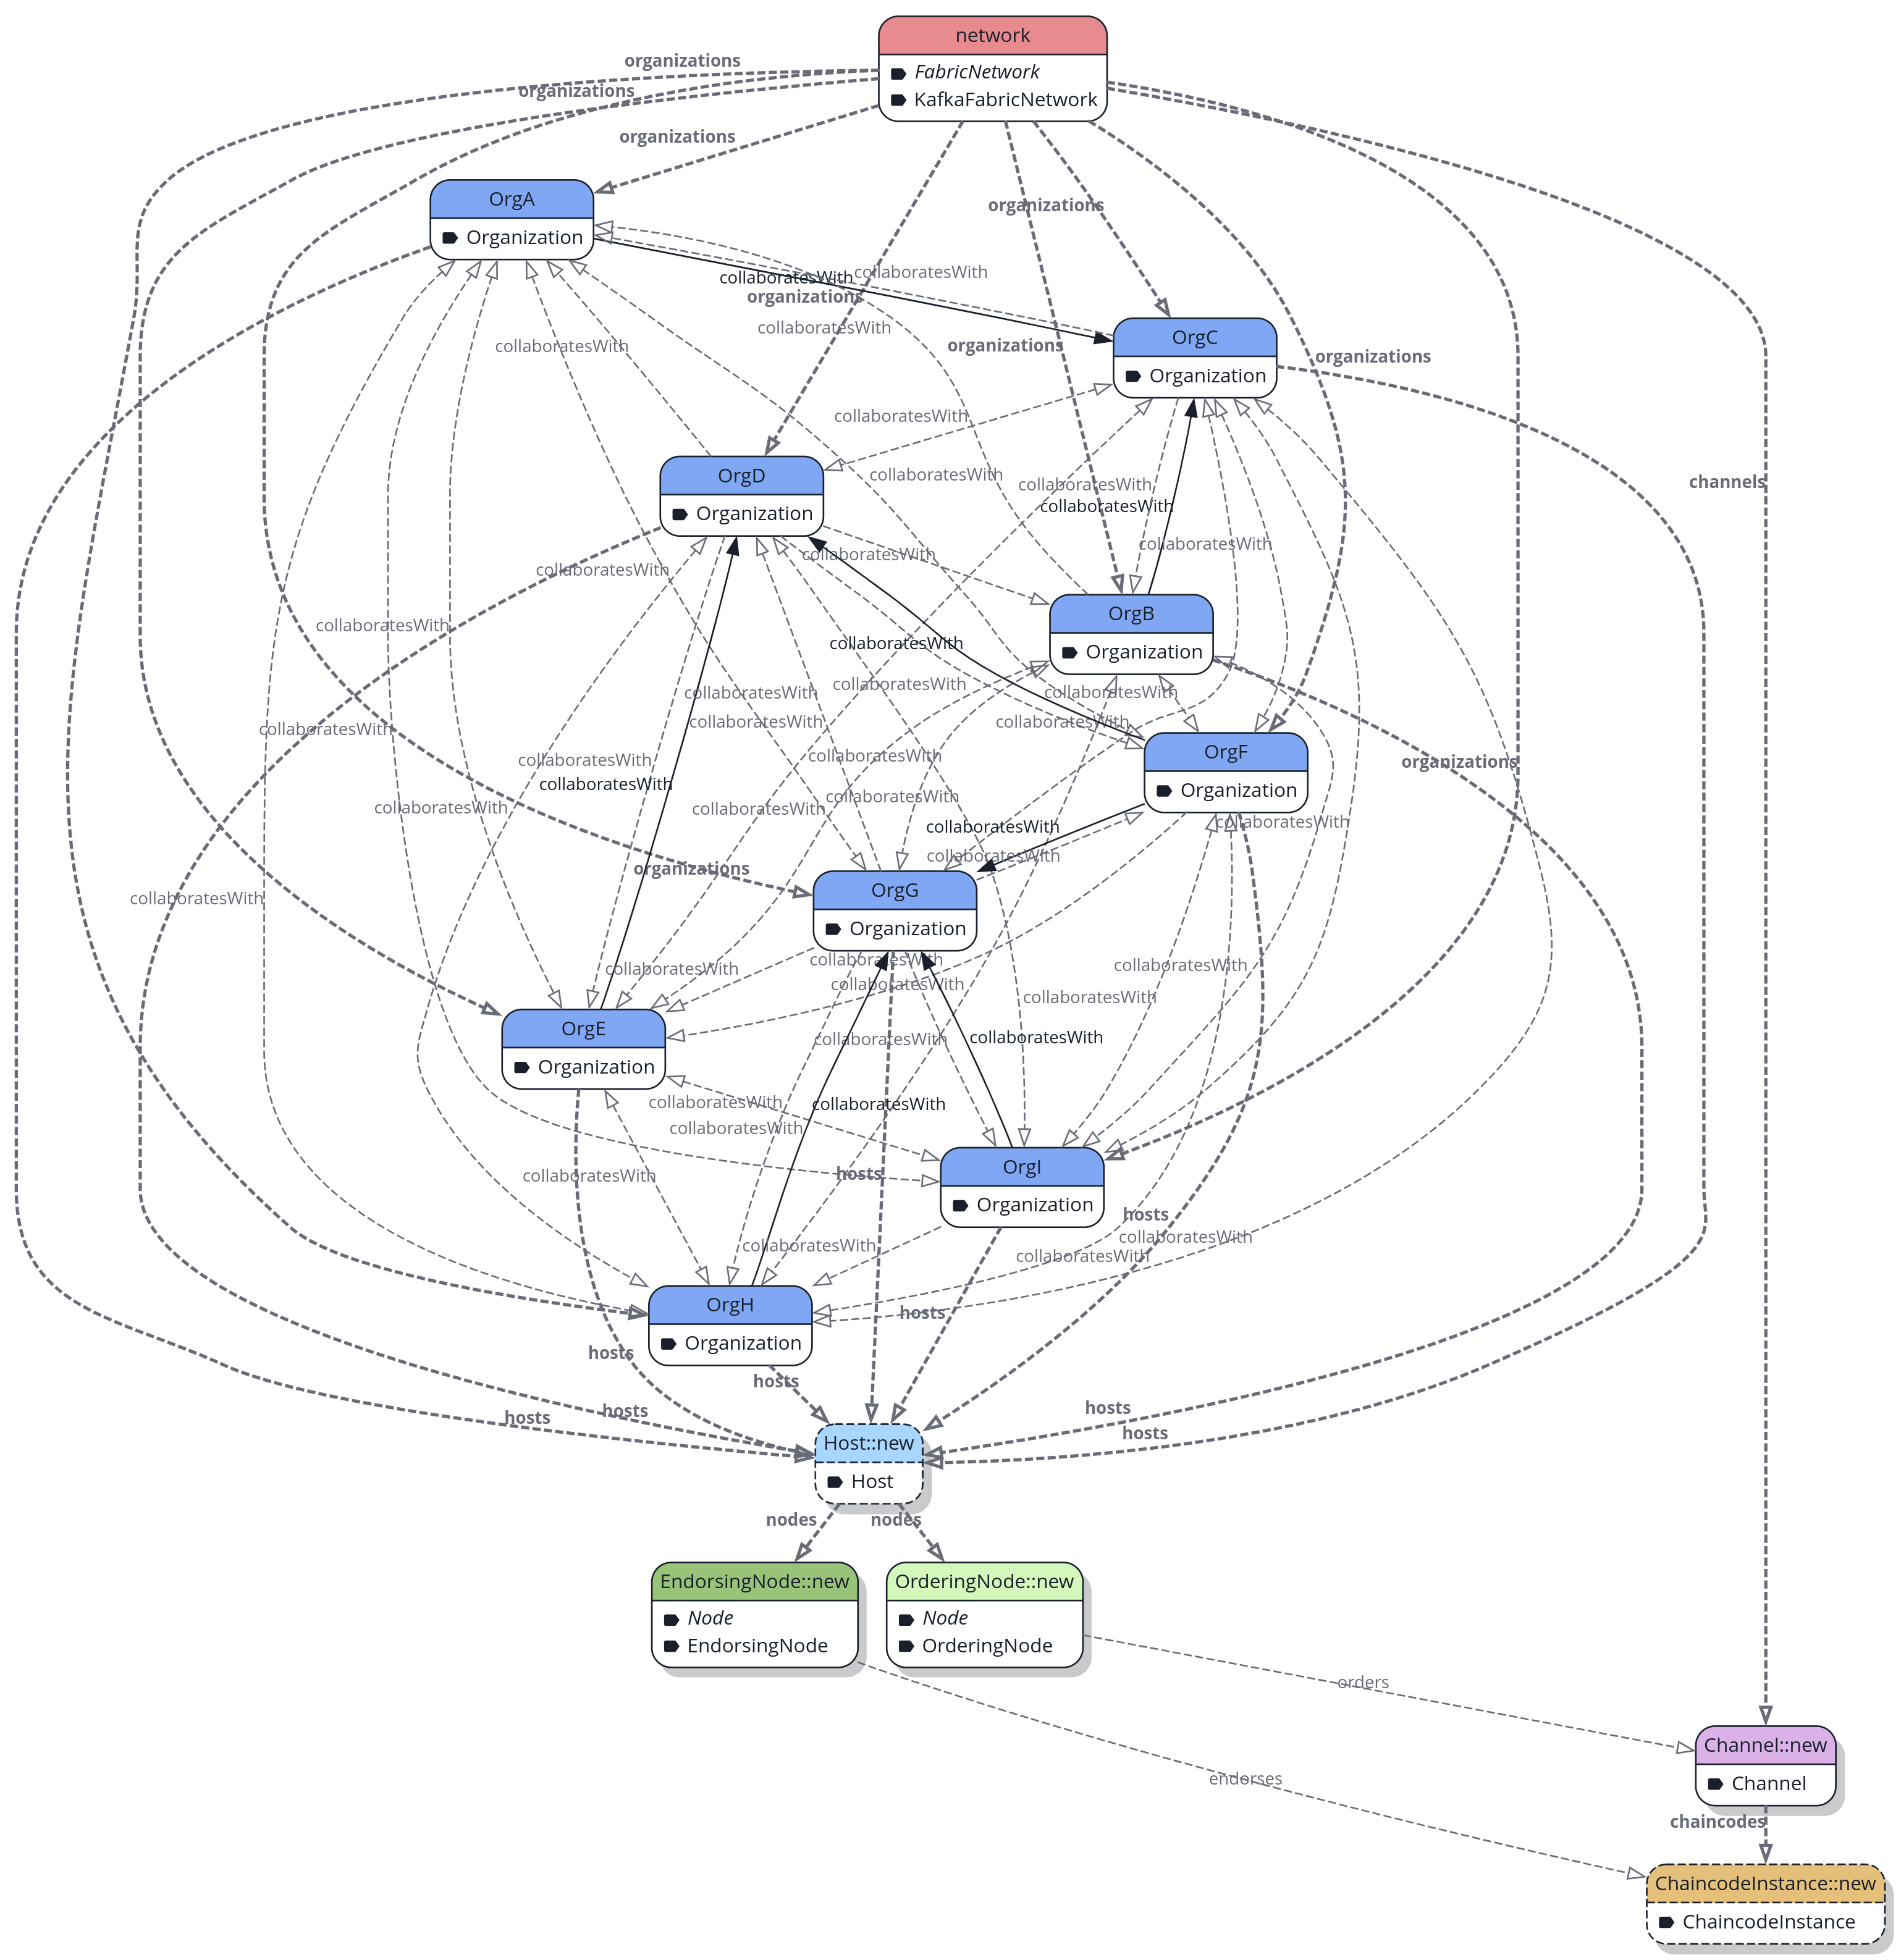 network
organizations
FabricNetwork
organizations
KafkaFabricNetwork
organizations
OrgA
organizations
Organization
collaboratesWith
collaboratesWith
organizations
collaboratesWith
OrgC
collaboratesWith
organizations
organizations
Organization
collaboratesWith
OrgD
collaboratesWith
channels
collaboratesWith
collaboratesWith
Organization
collaboratesWith
collaboratesWith
collaboratesWith
OrgB
collaboratesWith
collaboratesWith
Organization
collaboratesWith
collaboratesWith
collaboratesWith
collaboratesWith
collaboratesWith
collaboratesWith
OrgF
collaboratesWith
collaboratesWith
organizations
collaboratesWith
Organization
collaboratesWith
collaboratesWith
collaboratesWith
collaboratesWith
collaboratesWith
collaboratesWith
organizations
OrgG
collaboratesWith
Organization
collaboratesWith
collaboratesWith
collaboratesWith
collaboratesWith
collaboratesWith
OrgE
collaboratesWith
collaboratesWith
Organization
collaboratesWith
collaboratesWith
collaboratesWith
OrgI
collaboratesWith
hosts
Organization
hosts
collaboratesWith
collaboratesWith
collaboratesWith
OrgH
hosts
Organization
hosts
hosts
hosts
hosts
hosts
hosts
Host::new
Host
nodes
nodes
EndorsingNode::new
OrderingNode::new
Node
Node
EndorsingNode
OrderingNode
orders
Channel::new
endorses
Channel
chaincodes
ChaincodeInstance::new
ChaincodeInstance